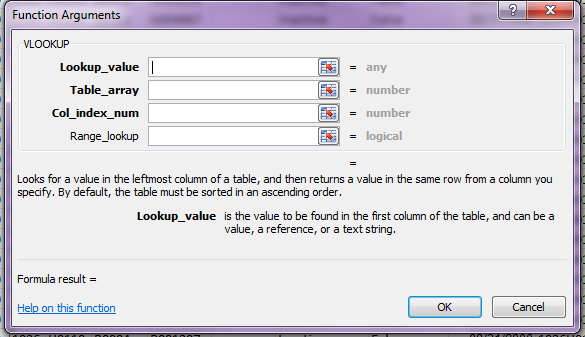 Function Arguments
VLOOKUP
Lookup_value = any
Table_array = number
Col_index_num = number
Range_lookup = logical
=
Looks for a value in the leftmost column of a table, and then returns a value in the same row from a column you
specify. By default, the table must be sorted in an ascending order.
Lookup_value is the value to be found in the first column of the table, and can be a
value, a reference, or a text string.
Formula result =
Help on this function
OK Cancel